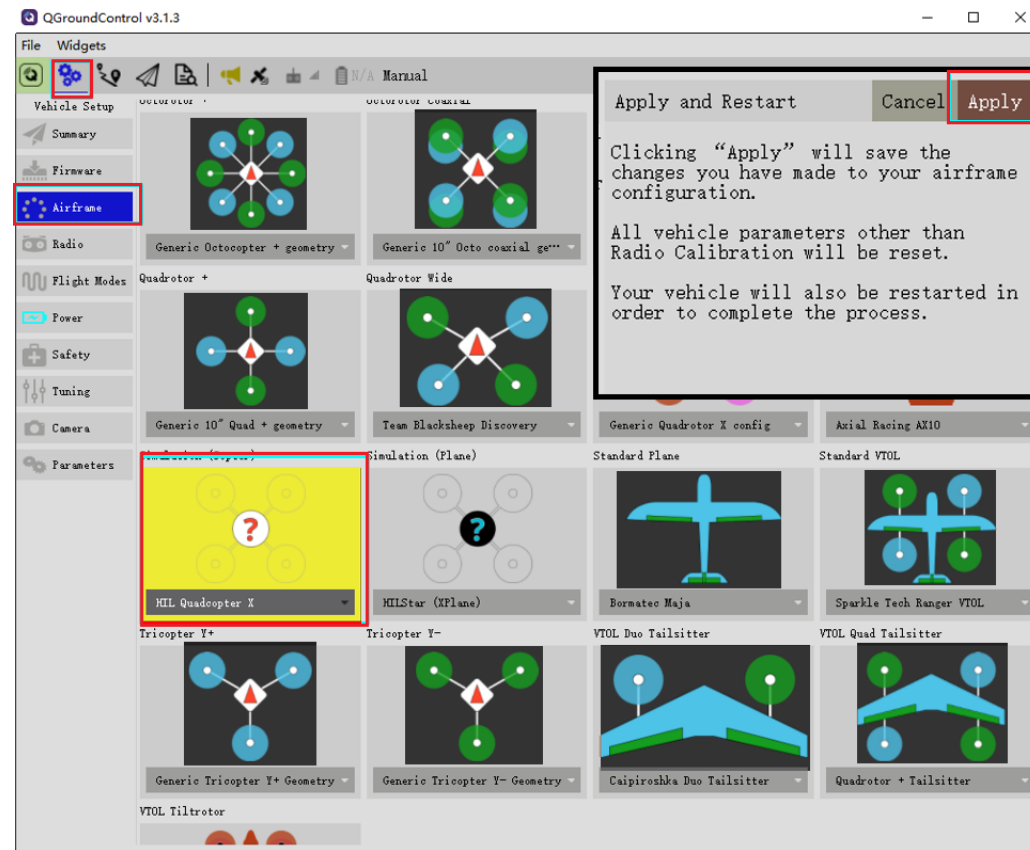 QGroundControl v3.1.3
File Widgets
N/A Manual
Vehicle Setup
Summary
Firmware
Airframe
Radio
Flight Modes
Power
Safety
Tuning
Camera
Parameters
Octorotor Coaxial
Generic Octocopter + geometry
Generic 10" Octo coaxial ge…
Apply and Restart
Cancel
Apply
Clicking “Apply” will save the
changes you have made to your airframe
configuration.
All vehicle parameters other than
Radio Calibration will be reset.
Your vehicle will also be restarted in
order to complete the process.
Quadrotor +
Quadrotor Wide
Generic 10" Quad + geometry
Team Blacksheep Discovery
Generic Quadrotor X config
Axial Racing AX10
Simulation (Plane)
Standard Plane
Standard VTOL
?
?
HIL Quadcopter X
HILStar (XPlane)
Bormatec Maja
Sparkle Tech Ranger VTOL
Tricopter Y+
Tricopter Y-
VTOL Duo Tailsitter
VTOL Quad Tailsitter
Generic Tricopter Y+ Geometry
Generic Tricopter Y- Geometry
Caipiroshka Duo Tailsitter
Quadrotor + Tailsitter
VTOL Tiltrotor